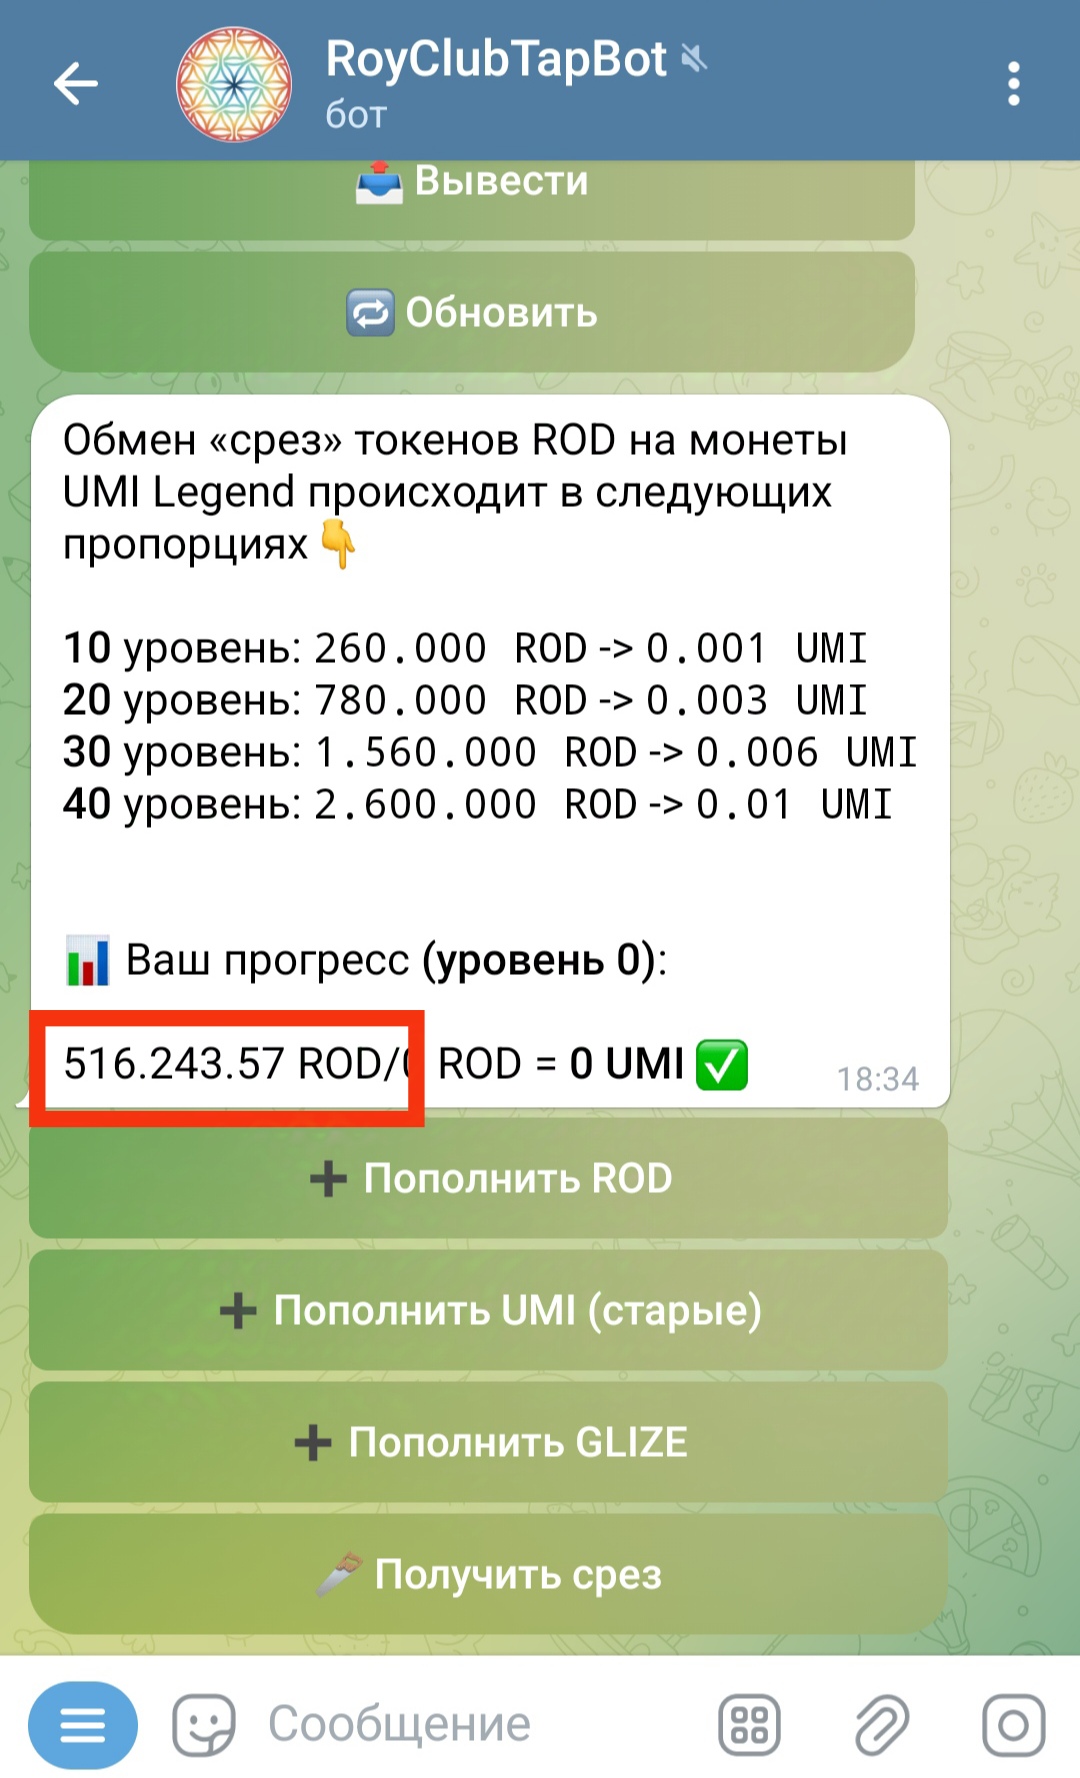 RoyClubTapBot
бот
Вывести
Обновить
Обмен «срез» токенов ROD на монеты
UMI Legend происходит в следующих
пропорциях
10 уровень: 260.000 ROD -> 0.001 UMI
20 уровень: 780.000 ROD -> 0.003 UMI
30 уровень: 1.560.000 ROD -> 0.006 UMI
40 уровень: 2.600.000 ROD -> 0.01 UMI
Ваш прогресс (уровень 0):
516.243.57 ROD/0 ROD = 0 UMI
18:34
Пополнить ROD
Пополнить UMI (старые)
Пополнить GLIZE
Получить срез
Сообщение